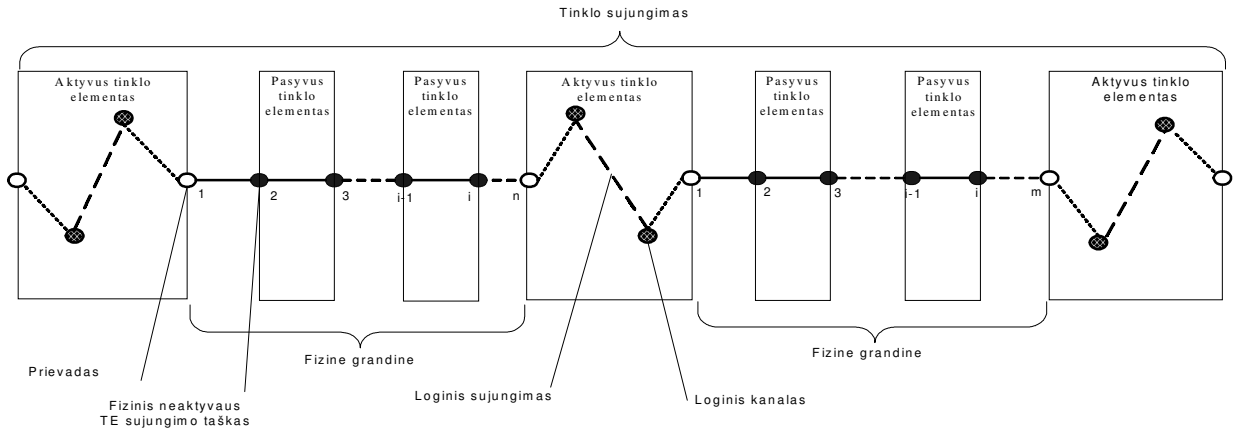 Tinklo sujungimas
Aktyvus tinklo
elementas
Pasyvus
tinklo
elementas
Pasyvus
tinklo
elementas
Aktyvus tinklo
elementas
Pasyvus
tinklo
elementas
Pasyvus
tinklo
elementas
Aktyvus tinklo
elementas
1 2 3 i-1 i n 1 2 3 i-1 i m
Fizine grandine
Fizine grandine
Prievadas
Fizinis neaktyvaus
TE sujungimo taškas
Loginis sujungimas
Loginis kanalas